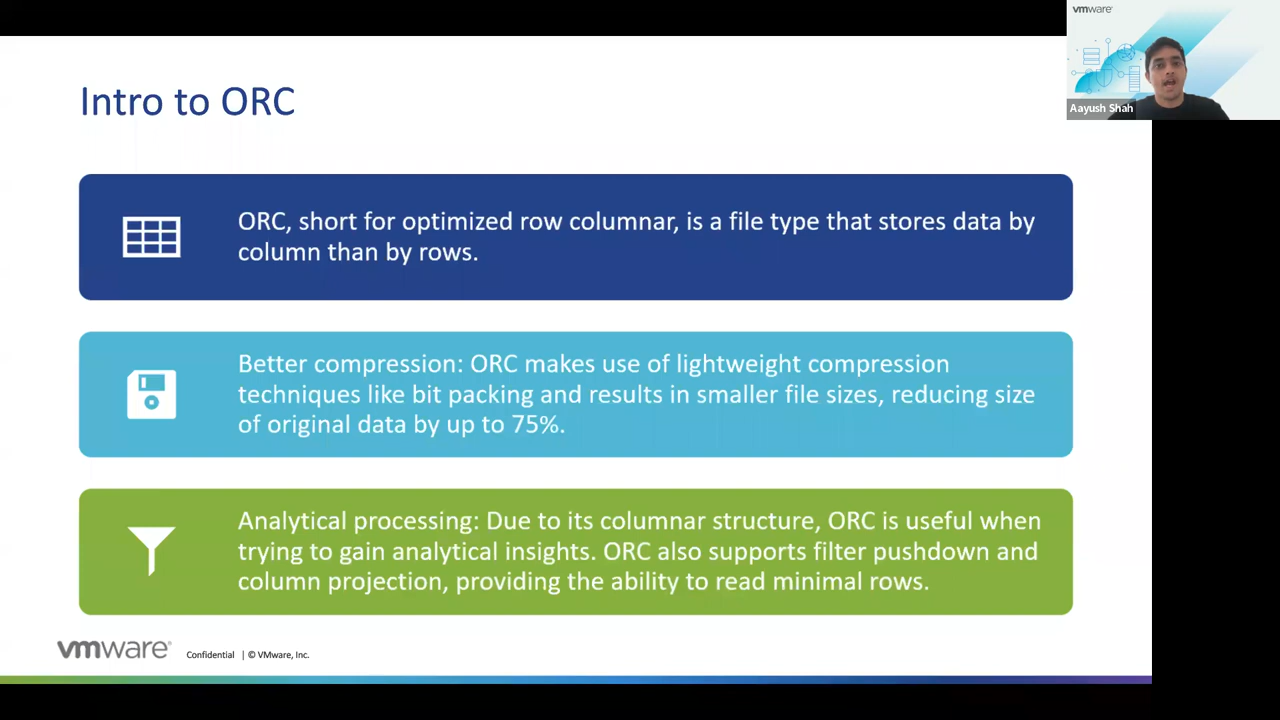 vmware
Aayush Shah
Intro to ORC
ORC, short for optimized row columnar, is a file type that stores data by
column than by rows.
Better compression: ORC makes use of lightweight compression
techniques like bit packing and results in smaller file sizes, reducing size
of original data by up to 75%.
Analytical processing: Due to its columnar structure, ORC is useful when
trying to gain analytical insights. ORC also supports filter pushdown and
column projection, providing the ability to read minimal rows.
vmware® Confidential | © VMware, Inc.